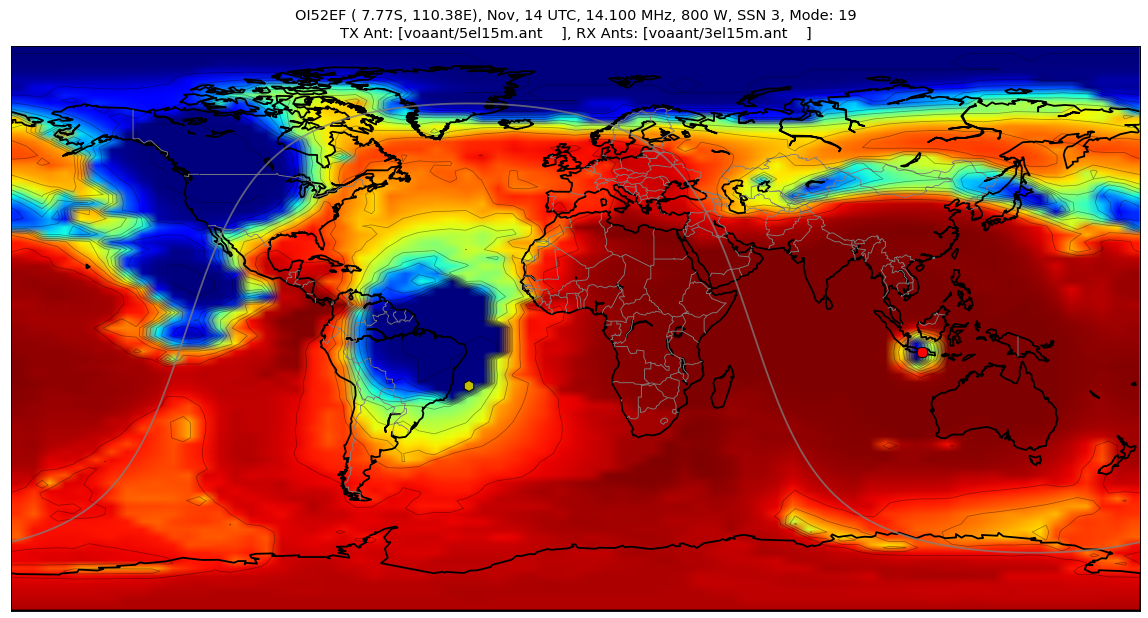 OI52EF ( 7.77S, 110.38E), Nov, 14 UTC, 14.100 MHz, 800 W, SSN 3, Mode: 19
TX Ant: [voaant/5el15m.ant    ], RX Ants: [voaant/3el15m.ant    ]